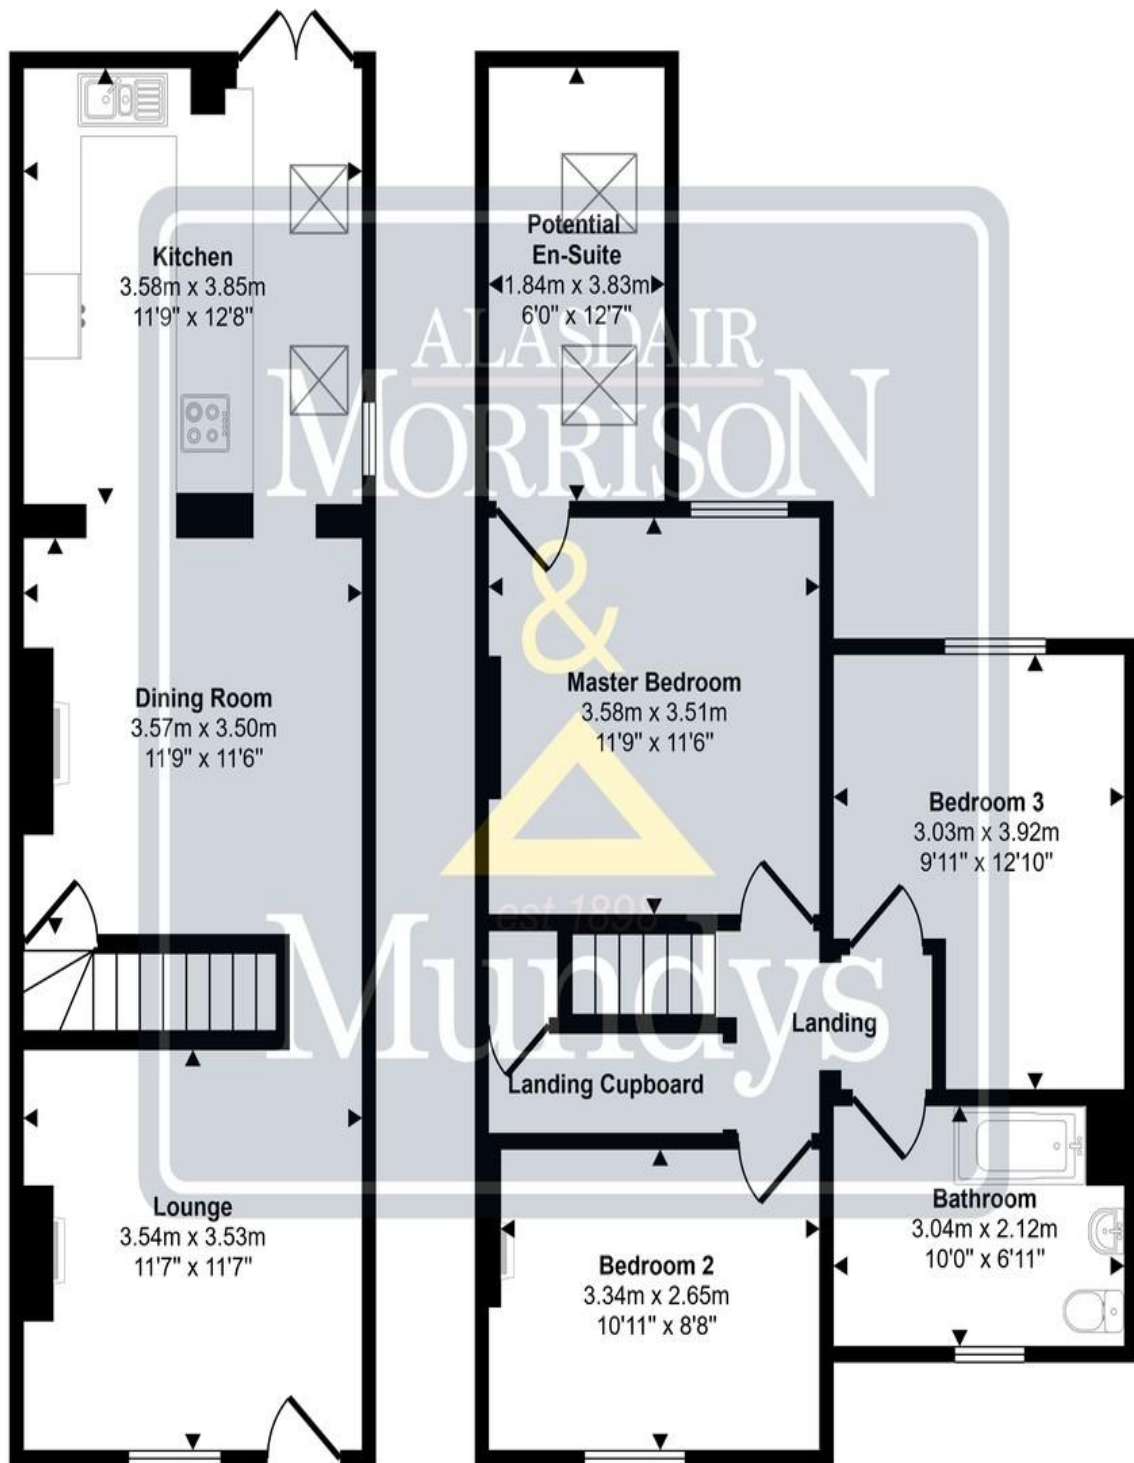 Kitchen
3.58m x 3.85m
11'9" x 12'8"
Potential
En-Suite
1.84m x 3.83m
6'0" x 12'7"
ALASDAIR
MORRISON
&
Dining Room
3.57m x 3.50m
11'9" x 11'6"
Master Bedroom
3.58m x 3.51m
11'9" x 11'6"
Bedroom 3
3.03m x 3.92m
9'11" x 12'10"
est 1898
Mundys
Landing
Landing Cupboard
Lounge
3.54m x 3.53m
11'7" x 11'7"
Bathroom
3.04m x 2.12m
10'0" x 6'11"
Bedroom 2
3.34m x 2.65m
10'11" x 8'8"